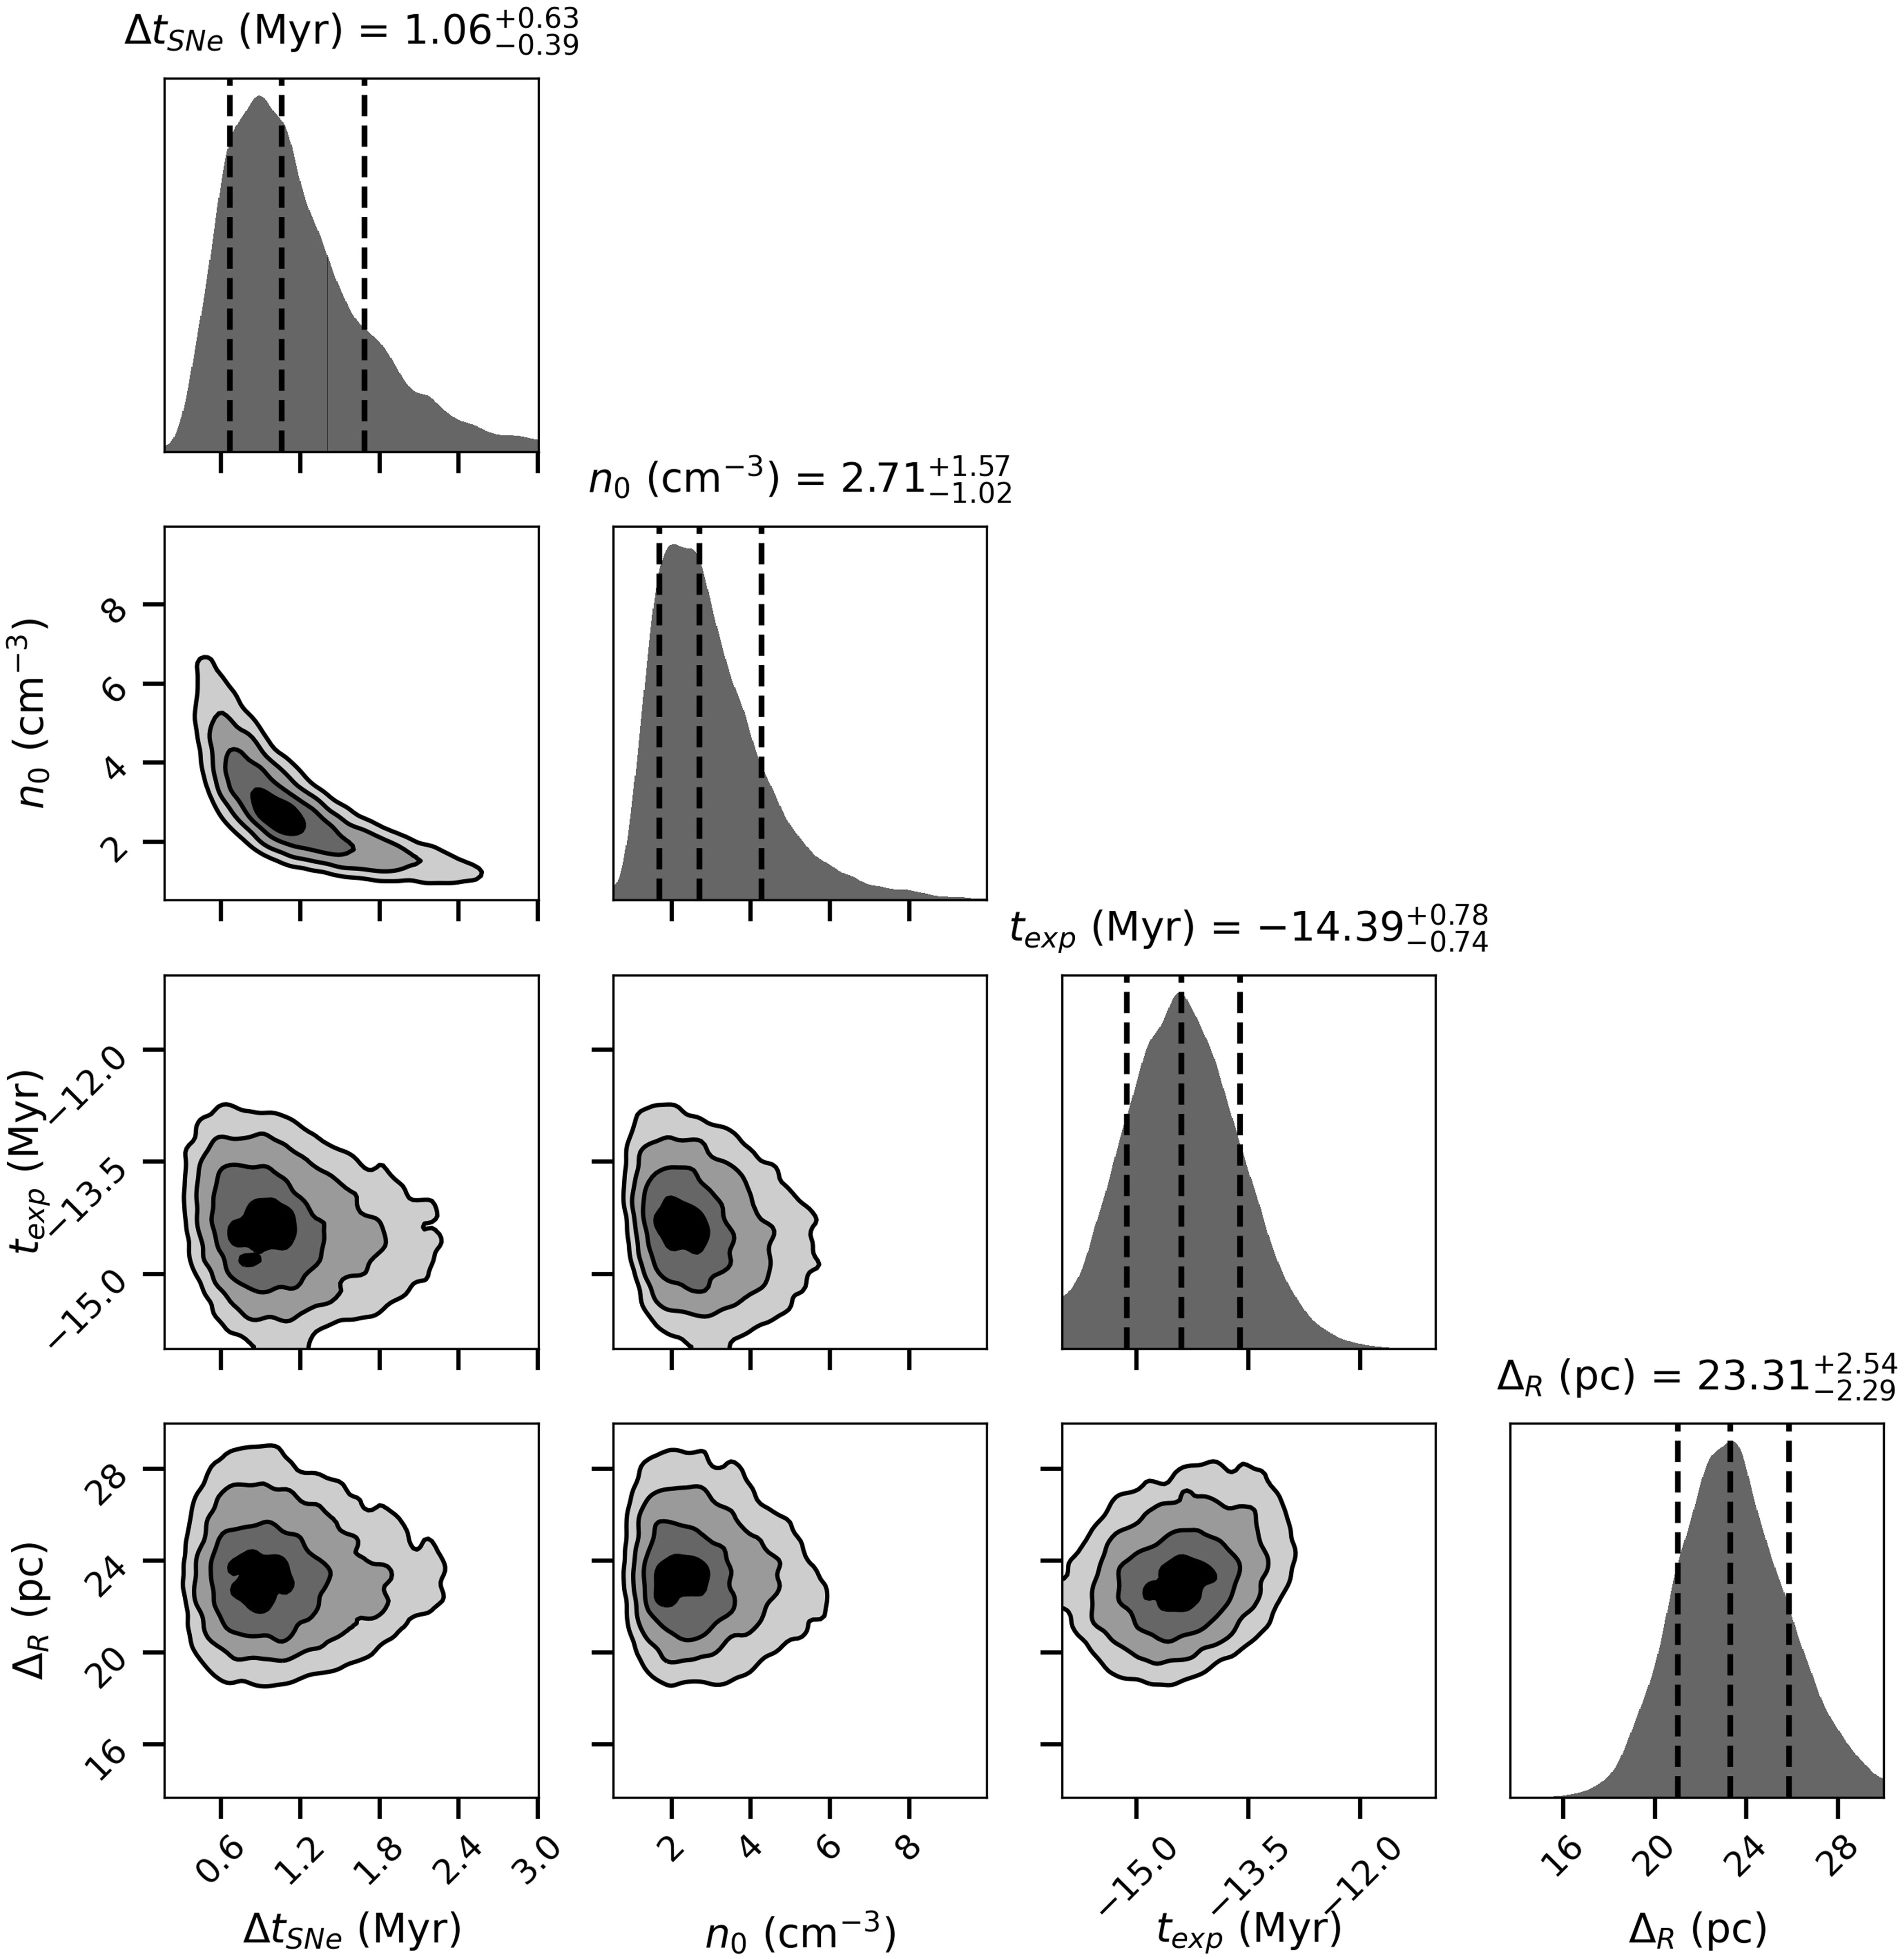 Δt_SNe (Myr) = 1.06^{+0.63}_{−0.39}
n_0 (cm^{−3}) = 2.71^{+1.57}_{−1.02}
n_0 (cm^{−3})
8
6
4
2
t_exp (Myr) = −14.39^{+0.78}_{−0.74}
t_exp (Myr)
−12.0
−13.5
−15.0
Δ_R (pc) = 23.31^{+2.54}_{−2.29}
Δ_R (pc)
28
24
20
16
0.6 1.2 1.8 2.4 3.0
2 4 6 8
−15.0 −13.5 −12.0
16 20 24 28
Δt_SNe (Myr)
n_0 (cm^{−3})
t_exp (Myr)
Δ_R (pc)